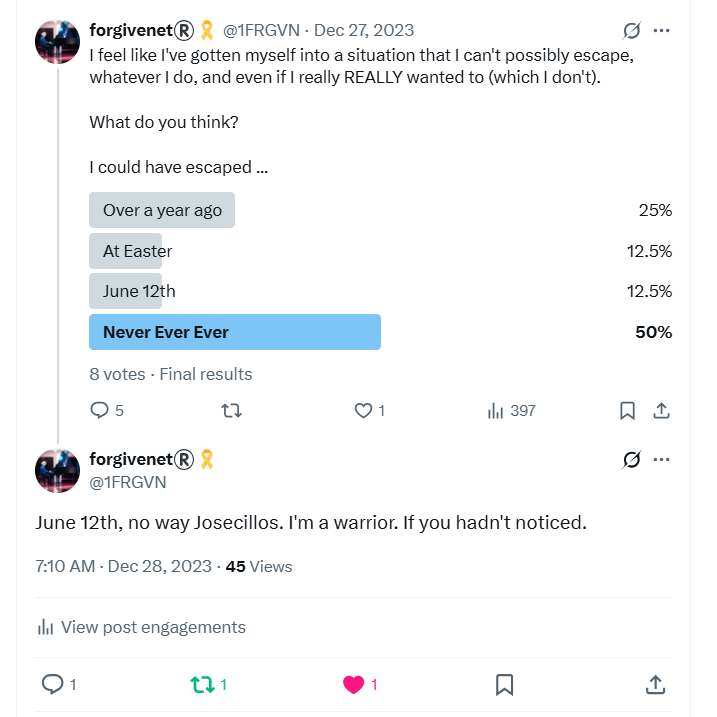 forgivenet®🎗 @1FRGVN · Dec 27, 2023
I feel like I've gotten myself into a situation that I can't possibly escape,
whatever I do, and even if I really REALLY wanted to (which I don't).
What do you think?
I could have escaped ...
Over a year ago 25%
At Easter 12.5%
June 12th 12.5%
Never Ever Ever 50%
8 votes · Final results
5 1 397
forgivenet®🎗
@1FRGVN
June 12th, no way Josecillos. I'm a warrior. If you hadn't noticed.
7:10 AM · Dec 28, 2023 · 45 Views
View post engagements
1 1 1